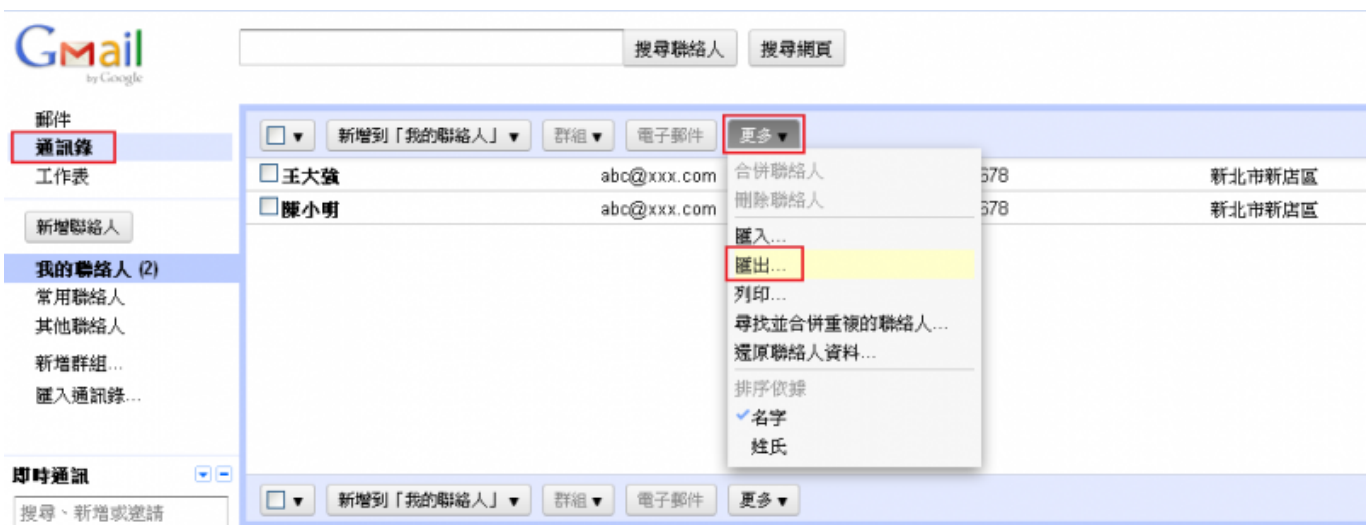 Gmail
by Google
搜尋聯絡人 搜尋網頁
郵件
通訊錄
工作表
新增聯絡人
我的聯絡人 (2)
常用聯絡人
其他聯絡人
新增群組...
匯入通訊錄...
即時通訊
搜尋、新增或邀請
新增到「我的聯絡人」 群組 電子郵件 更多
王大強 abc@xxx.com 678 新北市新店區
陳小明 abc@xxx.com 678 新北市新店區
合併聯絡人
刪除聯絡人
匯入...
匯出...
列印...
尋找並合併重複的聯絡人...
還原聯絡人資料...
排序依據
名字
姓氏
新增到「我的聯絡人」 群組 電子郵件 更多